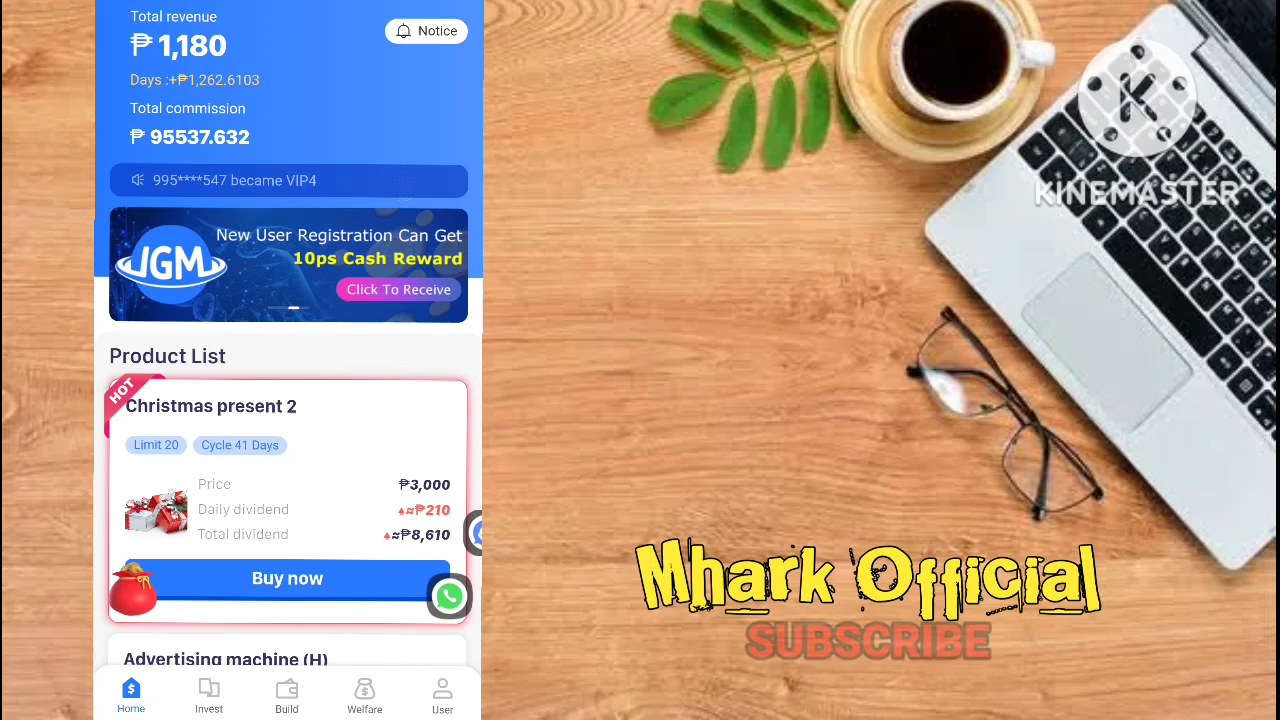 Total revenue
₱ 1,180
Notice
Days :+₱1,262.6103
Total commission
₱ 95537.632
995****547 became VIP4
JGM
New User Registration Can Get
10ps Cash Reward
Click To Receive
Product List
HOT
Christmas present 2
Limit 20
Cycle 41 Days
Price ₱3,000
Daily dividend ≈₱210
Total dividend ≈₱8,610
Buy now
Advertising machine (H)
Home
Invest
Build
Welfare
User
K
KINEMASTER
Mhark Official
SUBSCRIBE